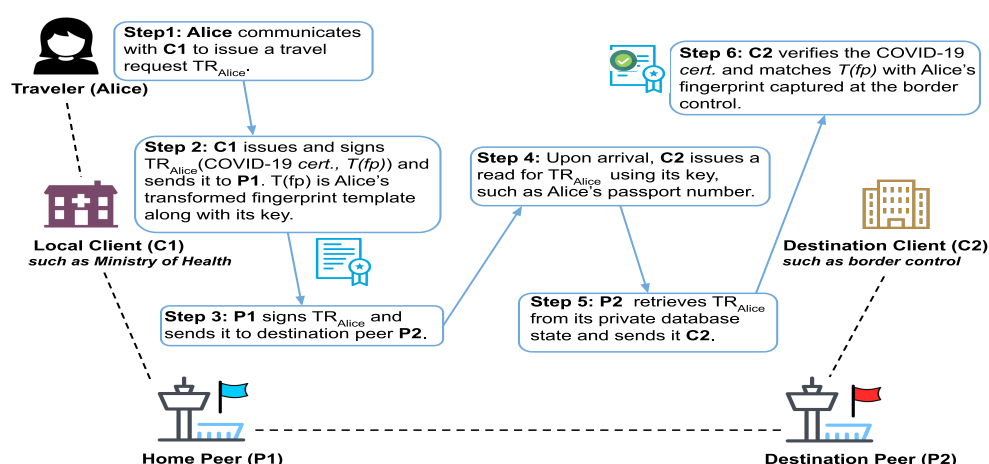 Step1: Alice communicates
with C1 to issue a travel
request TR_Alice.
Traveler (Alice)
Step 2: C1 issues and signs
TR_Alice(COVID-19 cert., T(fp)) and
sends it to P1. T(fp) is Alice's
transformed fingerprint template
along with its key.
Local Client (C1)
such as Ministry of Health
Step 3: P1 signs TR_Alice and
sends it to destination peer P2.
Step 4: Upon arrival, C2 issues a
read for TR_Alice using its key,
such as Alice's passport number.
Step 5: P2 retrieves TR_Alice
from its private database
state and sends it C2.
Step 6: C2 verifies the COVID-19
cert. and matches T(fp) with Alice's
fingerprint captured at the border
control.
Destination Client (C2)
such as border control
Home Peer (P1)
Destination Peer (P2)